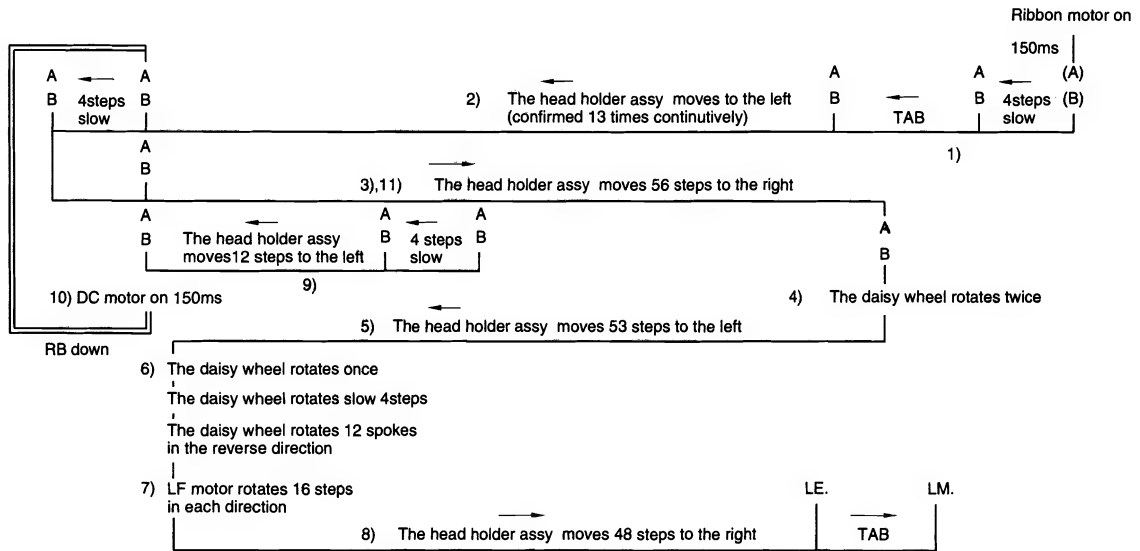 Ribbon motor on
150ms
A A A A (A)
B B B B (B)
4steps
slow
2) The head holder assy moves to the left
(confirmed 13 times continutively)
TAB
4steps
slow
1)
A
B
3),11) The head holder assy moves 56 steps to the right
A A A
B B B
The head holder assy
moves12 steps to the left
4 steps
slow
A
B
9)
10) DC motor on 150ms
4) The daisy wheel rotates twice
5) The head holder assy moves 53 steps to the left
RB down
6) The daisy wheel rotates once
The daisy wheel rotates slow 4steps
The daisy wheel rotates 12 spokes
in the reverse direction
7) LF motor rotates 16 steps
in each direction
LE. LM.
8) The head holder assy moves 48 steps to the right
TAB